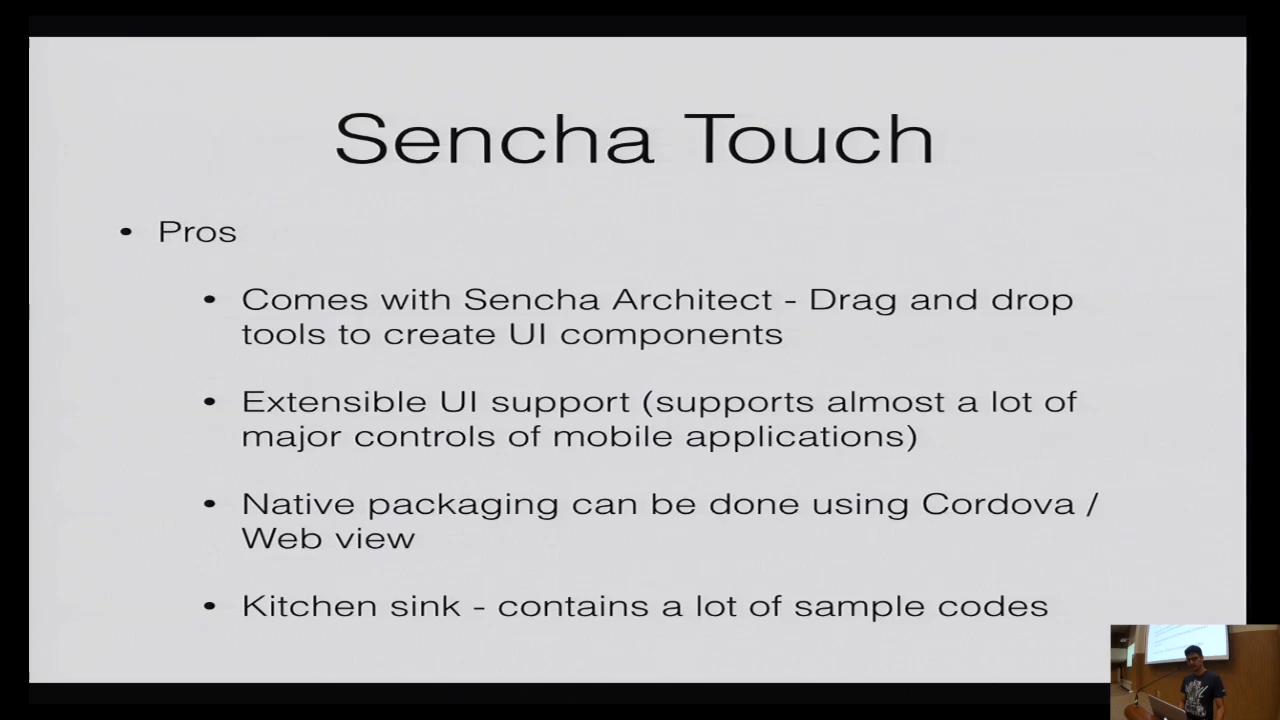 Sencha Touch
• Pros
• Comes with Sencha Architect - Drag and drop
tools to create UI components
• Extensible UI support (supports almost a lot of
major controls of mobile applications)
• Native packaging can be done using Cordova /
Web view
• Kitchen sink - contains a lot of sample codes